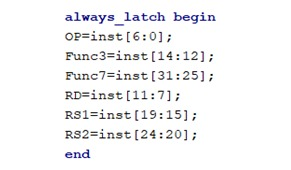 always_latch begin
OP=inst[6:0];
Func3=inst[14:12];
Func7=inst[31:25];
RD=inst[11:7];
RS1=inst[19:15];
RS2=inst[24:20];
end